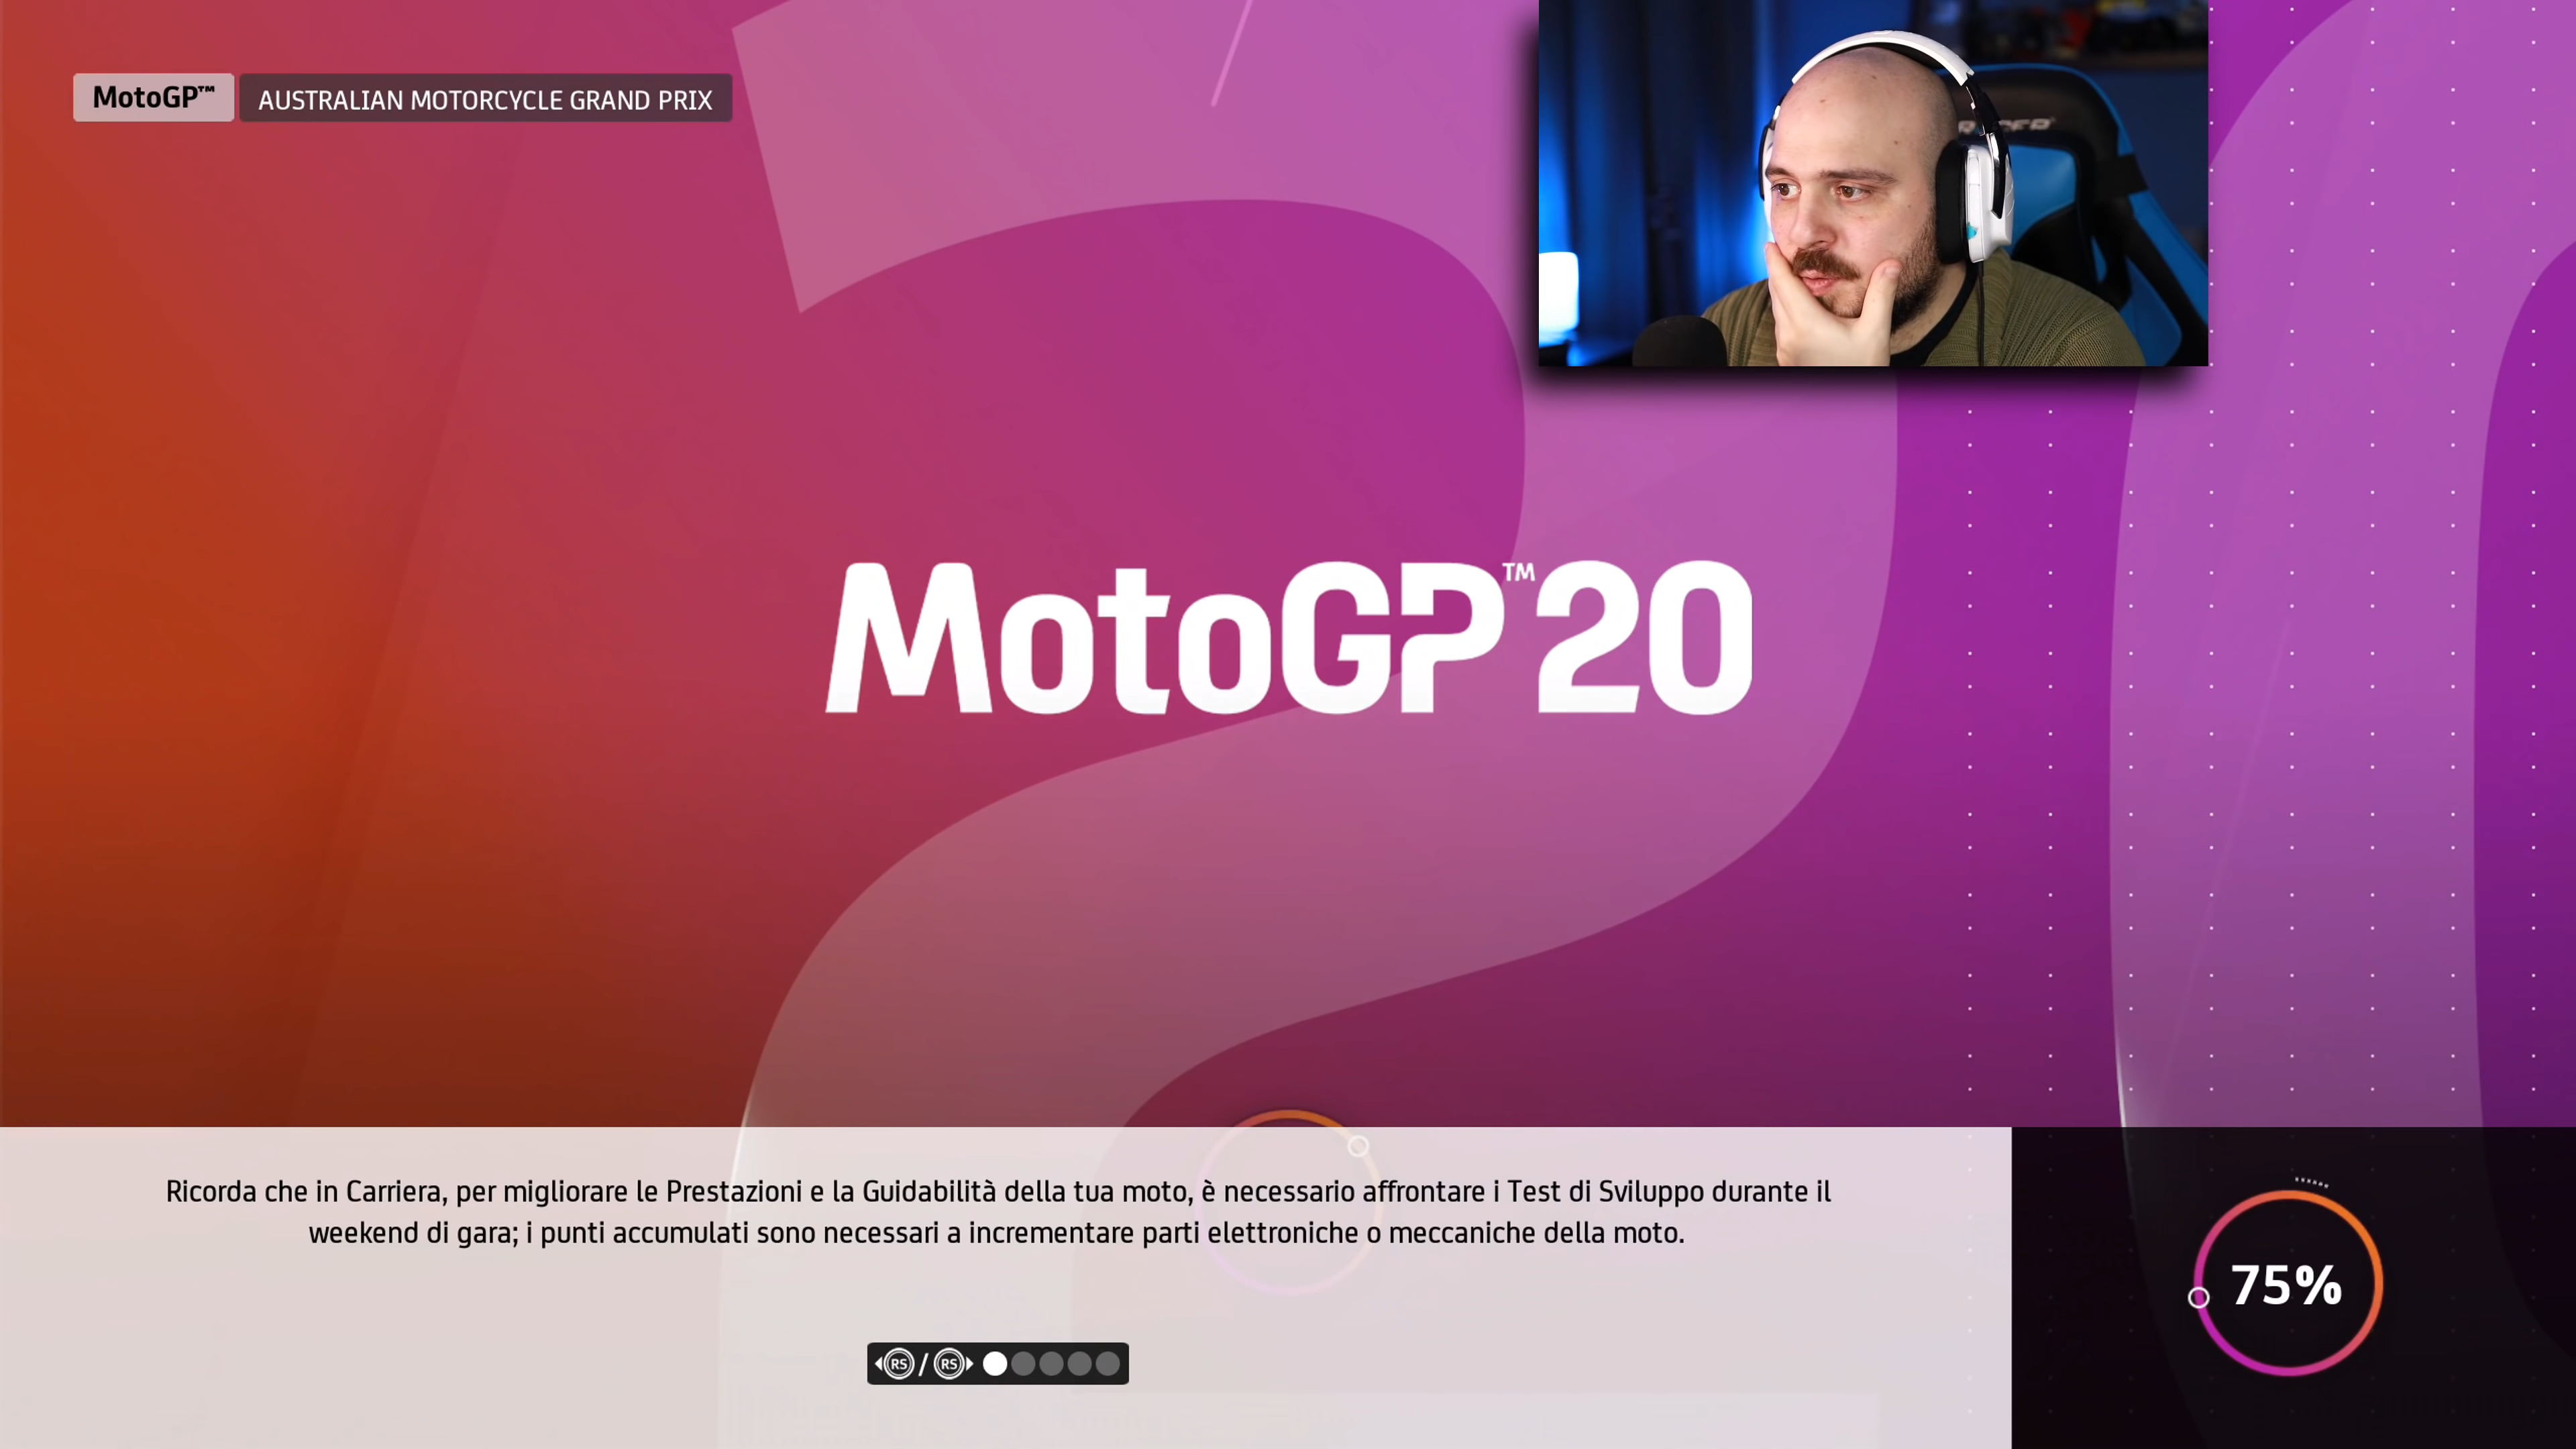 MotoGP™ AUSTRALIAN MOTORCYCLE GRAND PRIX
MotoGP™20
Ricorda che in Carriera, per migliorare le Prestazioni e la Guidabilità della tua moto, è necessario affrontare i Test di Sviluppo durante il
weekend di gara; i punti accumulati sono necessari a incrementare parti elettroniche o meccaniche della moto.
75%
RS / RS